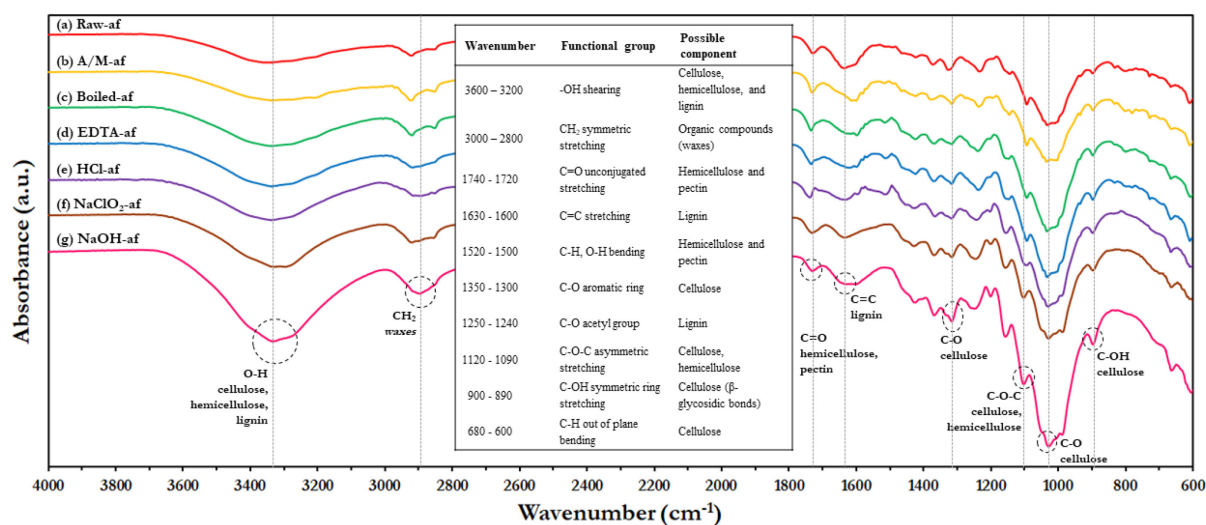 (a) Raw-af
(b) A/M-af
(c) Boiled-af
(d) EDTA-af
(e) HCl-af
(f) NaClO₂-af
(g) NaOH-af
Absorbance (a.u.)
O-H
cellulose,
hemicellulose,
lignin
CH₂
waxes
Wavenumber Functional group Possible
component
3600 – 3200 -OH shearing Cellulose,
hemicellulose, and
lignin
3000 – 2800 CH₂ symmetric
stretching Organic compounds
(waxes)
1740 - 1720 C=O unconjugated
stretching Hemicellulose and
pectin
1630 - 1600 C=C stretching Lignin
1520 - 1500 C-H, O-H bending Hemicellulose and
pectin
1350 - 1300 C-O aromatic ring Cellulose
1250 - 1240 C-O acetyl group Lignin
1120 - 1090 C-O-C asymmetric
stretching Cellulose,
hemicellulose
900 - 890 C-OH symmetric ring
stretching Cellulose (β-
glycosidic bonds)
680 - 600 C-H out of plane
bending Cellulose
C=O
hemicellulose,
pectin
C=C
lignin
C-O
cellulose
C-O-C
cellulose,
hemicellulose
C-O
cellulose
C-OH
cellulose
4000 3800 3600 3400 3200 3000 2800 2600 2400 2200 2000 1800 1600 1400 1200 1000 800 600
Wavenumber (cm⁻¹)